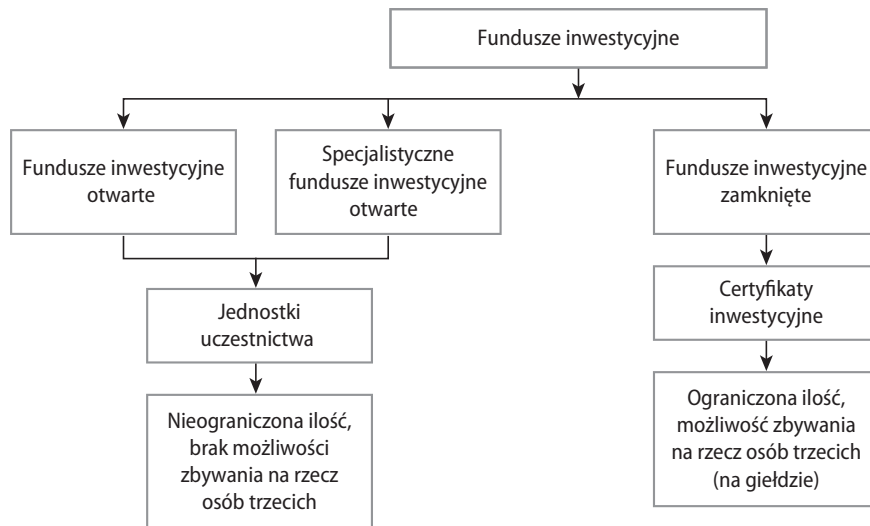 Fundusze inwestycyjne
Fundusze inwestycyjne
otwarte
Specjalistyczne
fundusze inwestycyjne
otwarte
Fundusze inwestycyjne
zamknięte
Jednostki
uczestnictwa
Certyfikaty
inwestycyjne
Nieograniczona ilość,
brak możliwości
zbywania na rzecz
osób trzecich
Ograniczona ilość,
możliwość zbywania
na rzecz osób trzecich
(na giełdzie)